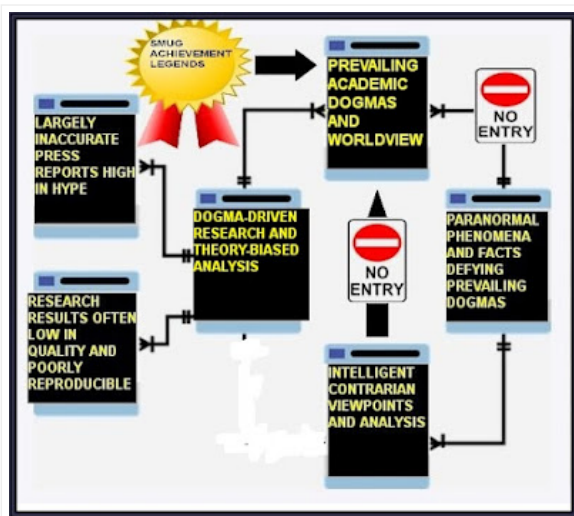 SMUG
ACHIEVEMENT
LEGENDS
PREVAILING
ACADEMIC
DOGMAS
AND
WORLDVIEW
NO
ENTRY
LARGELY
INACCURATE
PRESS
REPORTS HIGH
IN HYPE
DOGMA-DRIVEN
RESEARCH AND
THEORY-BIASED
ANALYSIS
NO
ENTRY
PARANORMAL
PHENOMENA
AND FACTS
DEFYING
PREVAILING
DOGMAS
RESEARCH
RESULTS OFTEN
LOW IN
QUALITY AND
POORLY
REPRODUCIBLE
INTELLIGENT
CONTRARIAN
VIEWPOINTS
AND ANALYSIS